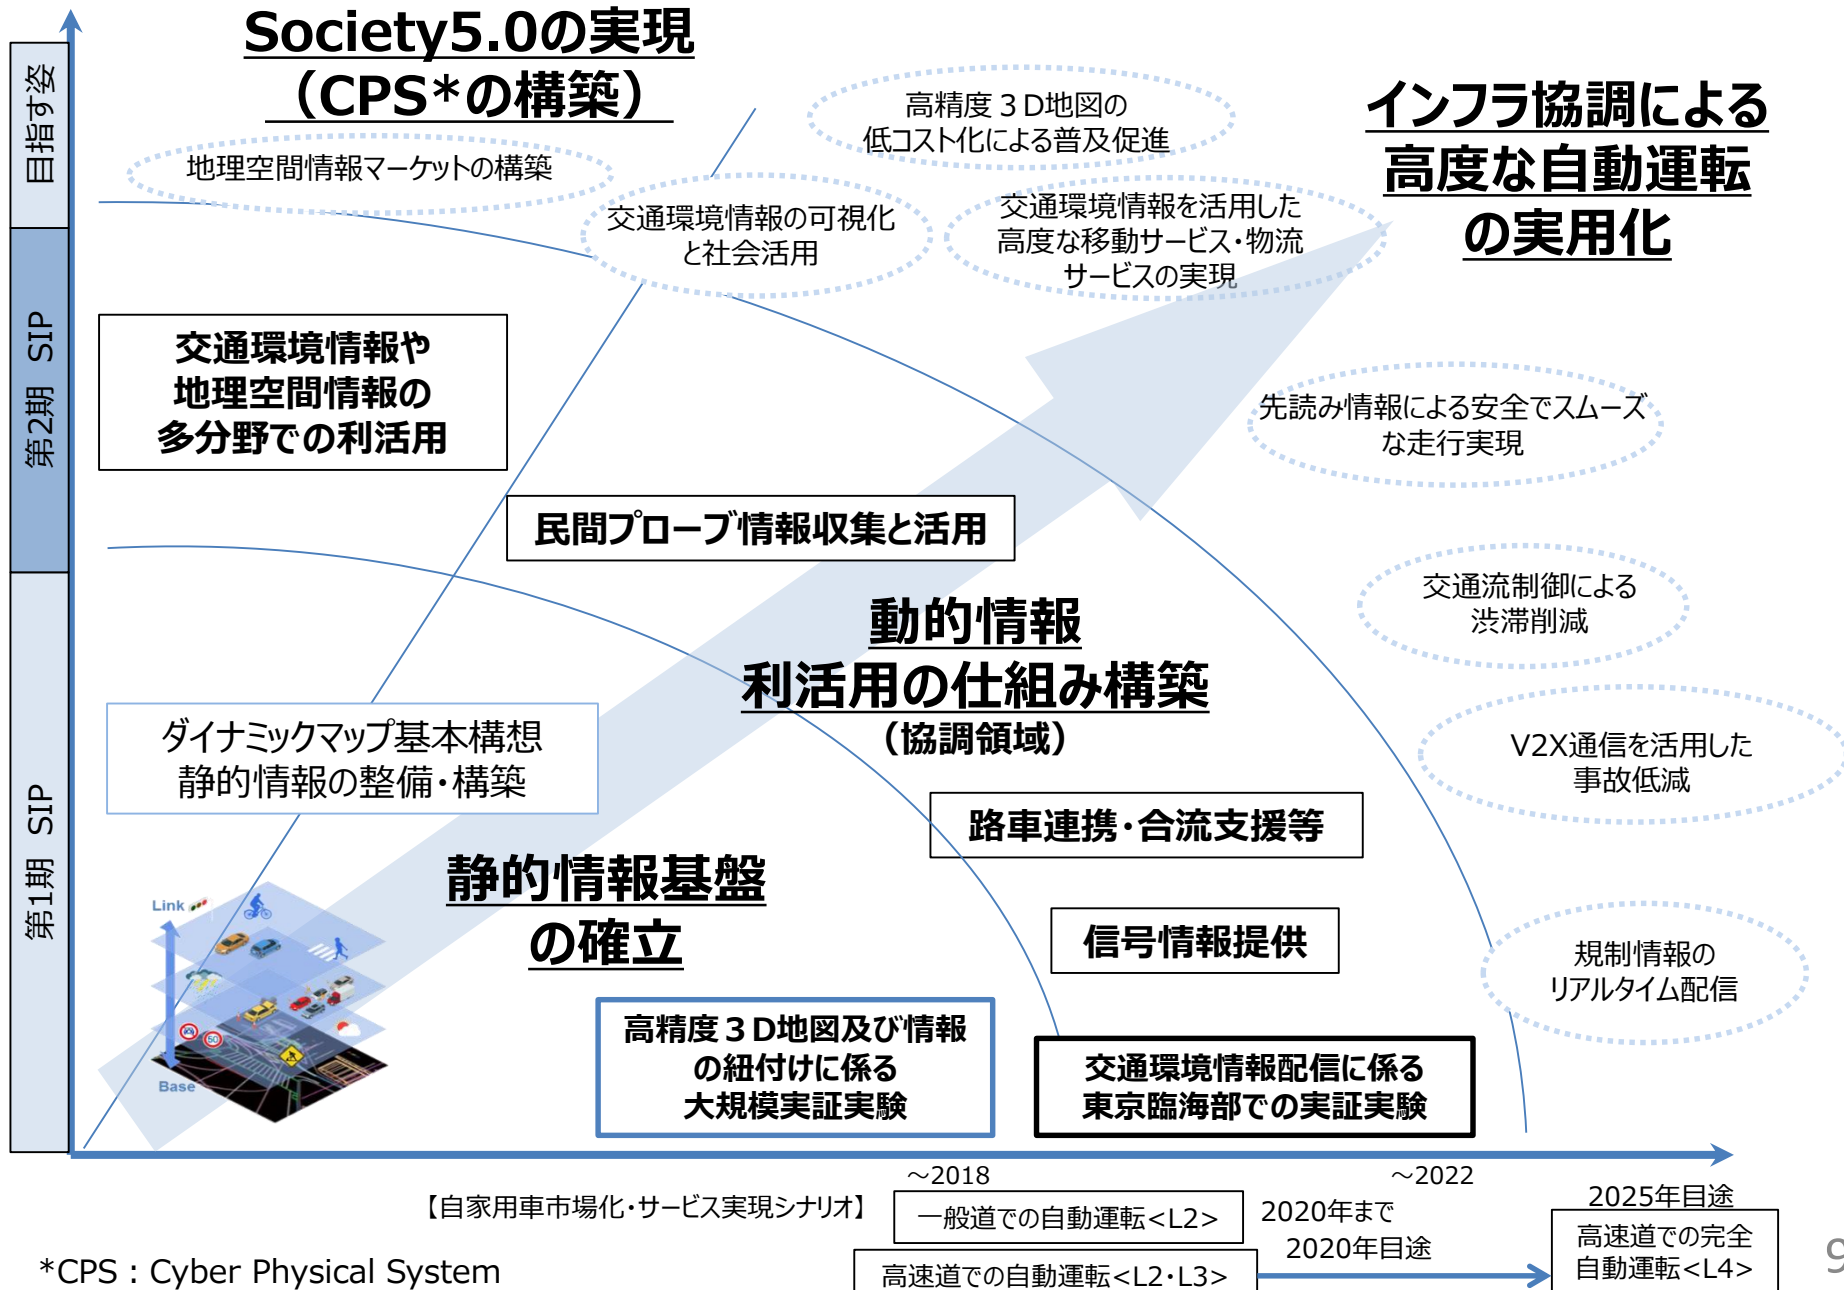 Society5.0の実現
（CPS*の構築）
インフラ協調による
高度な自動運転
の実用化
目指す姿
第2期 SIP
第1期 SIP
高精度３D地図の
低コスト化による普及促進
地理空間情報マーケットの構築
交通環境情報の可視化
と社会活用
交通環境情報を活用した
高度な移動サービス・物流
サービスの実現
交通環境情報や
地理空間情報の
多分野での利活用
先読み情報による安全でスムーズ
な走行実現
民間プローブ情報収集と活用
交通流制御による
渋滞削減
動的情報
利活用の仕組み構築
（協調領域）
ダイナミックマップ基本構想
静的情報の整備・構築
V2X通信を活用した
事故低減
路車連携・合流支援等
静的情報基盤
の確立
信号情報提供
規制情報の
リアルタイム配信
Link
50
Base
高精度３D地図及び情報
の紐付けに係る
大規模実証実験
交通環境情報配信に係る
東京臨海部での実証実験
～2018
～2022
2025年目途
【自家用車市場化・サービス実現シナリオ】
一般道での自動運転<L2>
2020年まで
2020年目途
高速道での自動運転<L2・L3>
高速道での完全
自動運転<L4>
*CPS：Cyber Physical System
9